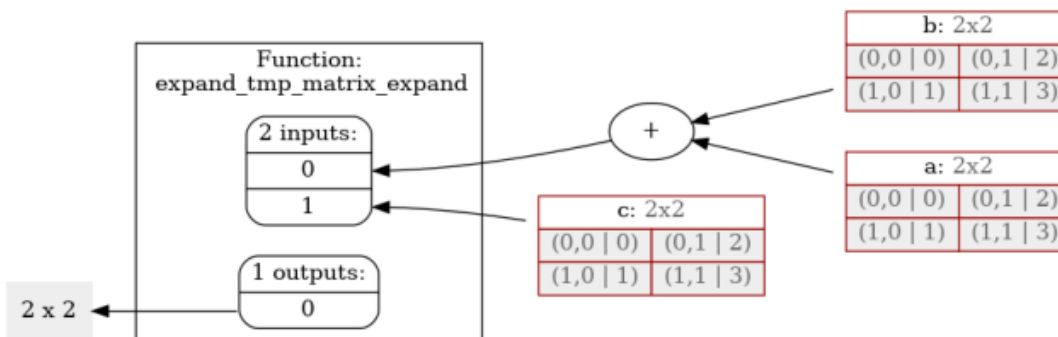 Function:
expand_tmp_matrix_expand
2 inputs:
0
1
1 outputs:
0
2 x 2
+
b: 2x2
(0,0 | 0) (0,1 | 2)
(1,0 | 1) (1,1 | 3)
a: 2x2
(0,0 | 0) (0,1 | 2)
(1,0 | 1) (1,1 | 3)
c: 2x2
(0,0 | 0) (0,1 | 2)
(1,0 | 1) (1,1 | 3)